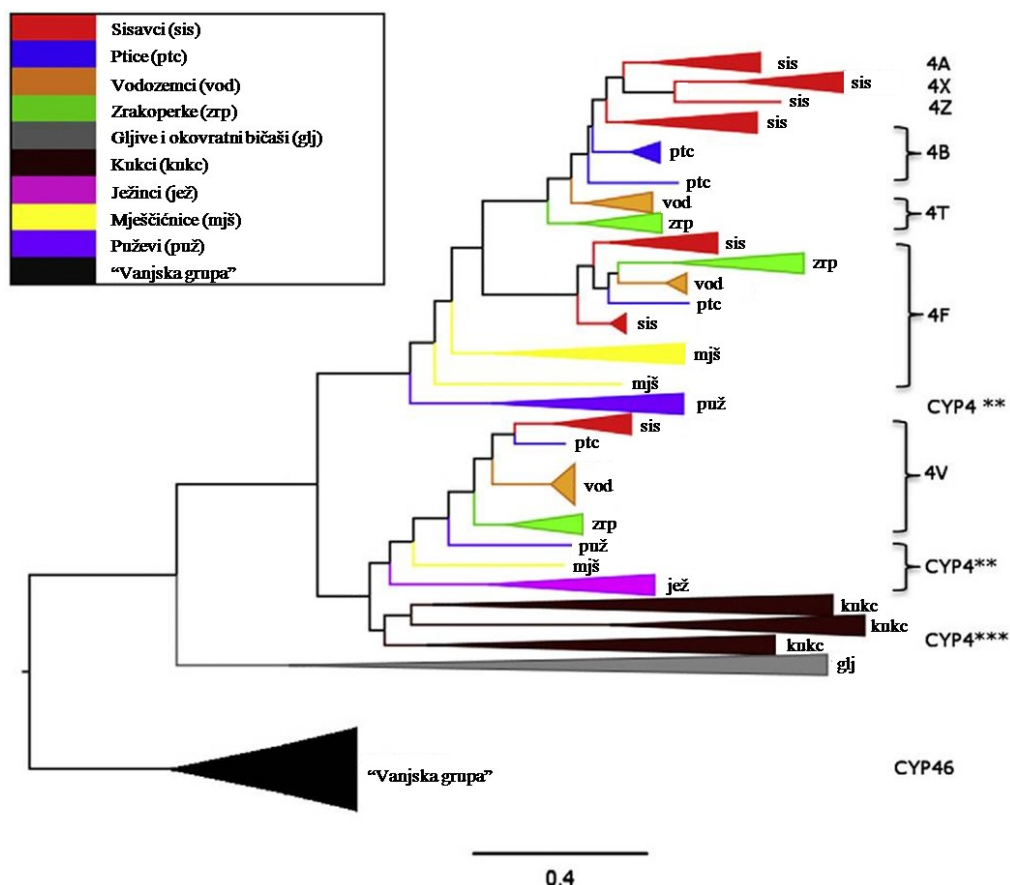 Sisavci (sis)
Ptice (ptc)
Vodozemci (vod)
Zrakoperke (zrp)
Gljive i okovratni bičaši (glj)
Kukci (kukc)
Ježinci (jež)
Mješčićnice (mjš)
Puževi (puž)
“Vanjska grupa”
sis
4A
sis
4X
sis
4Z
sis
ptc
4B
ptc
vod
4T
zrp
sis
zrp
vod
ptc
4F
sis
mjš
mjš
puž
CYP4 **
sis
ptc
4V
vod
zrp
puž
mjš
CYP4**
jež
kukc
kukc
CYP4***
kukc
glj
“Vanjska grupa”
CYP46
0.4